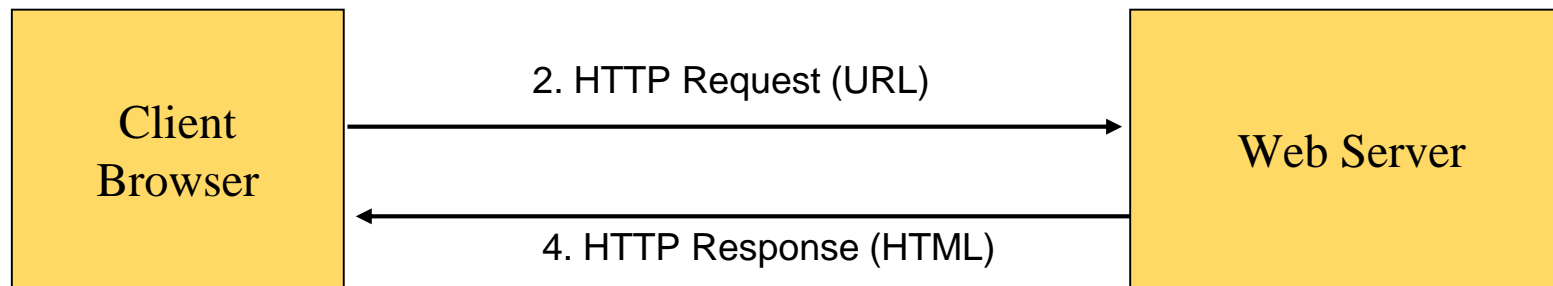 Client
Browser
2. HTTP Request (URL)
4. HTTP Response (HTML)
Web Server